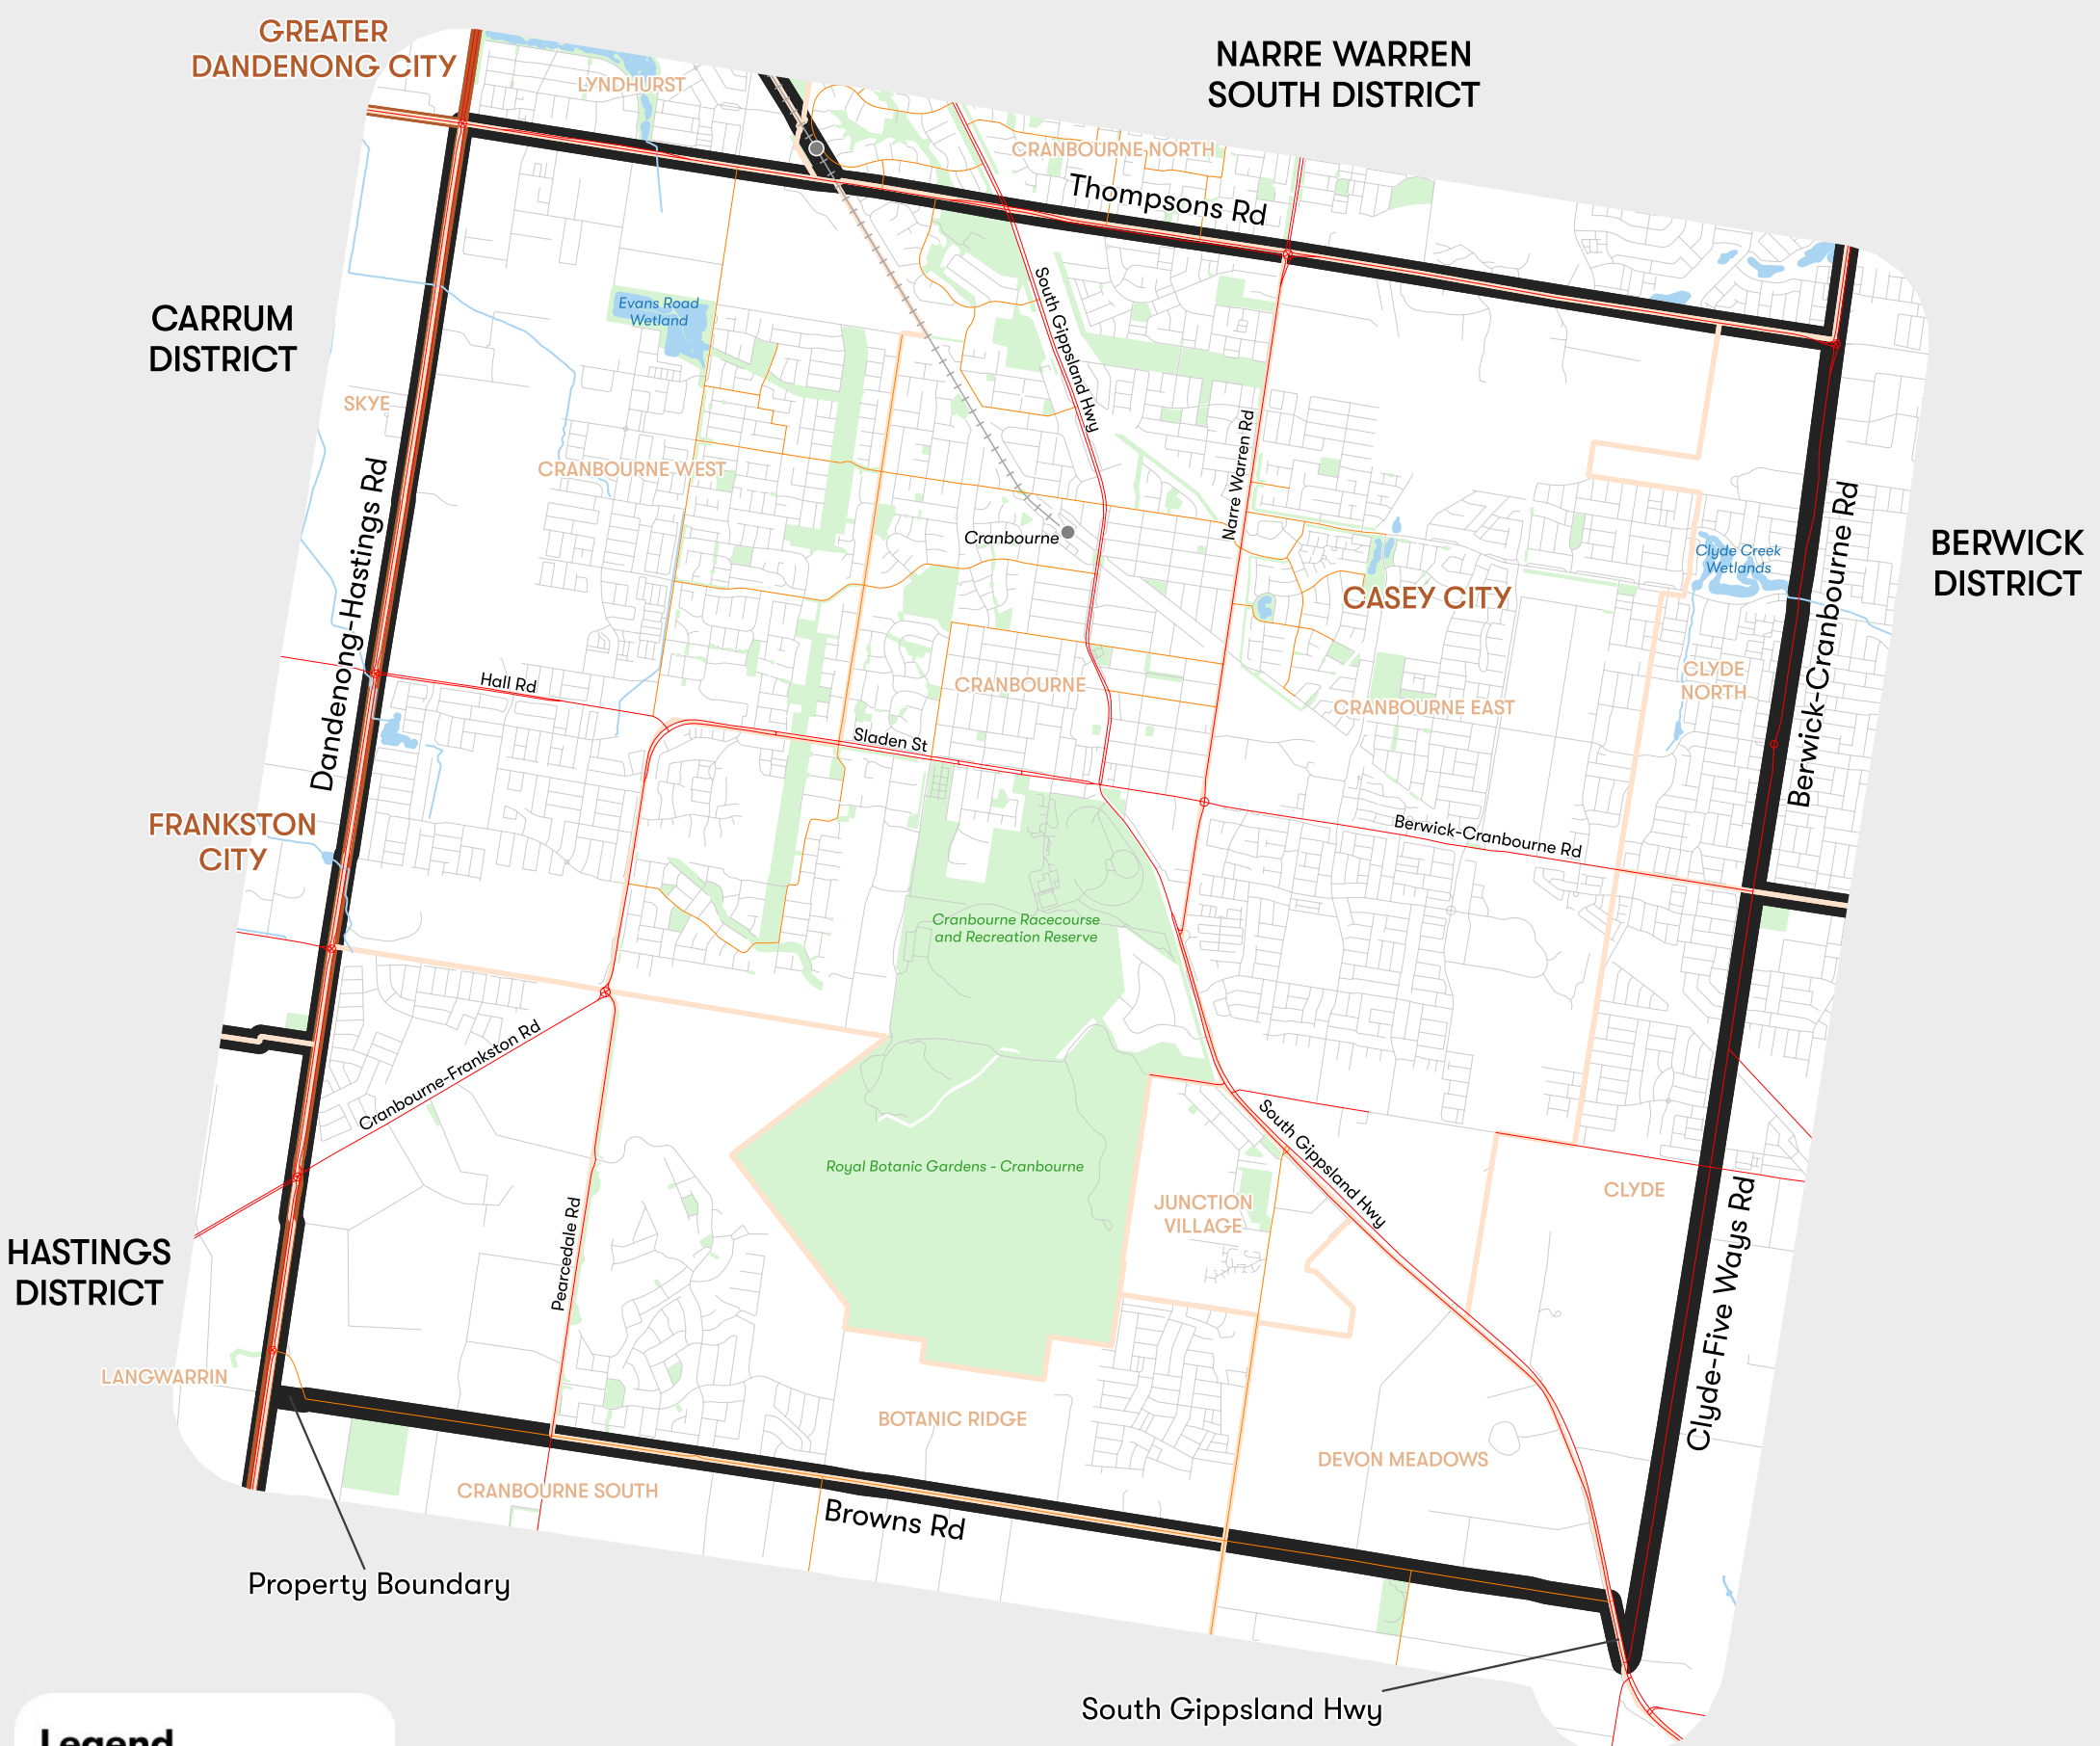 GREATER
DANDENONG CITY
LYNDHURST
NARRE WARREN
SOUTH DISTRICT
CRANBOURNE NORTH
Thompsons Rd
CARRUM
DISTRICT
Evans Road
Wetland
South Gippsland Hwy
SKYE
CRANBOURNE WEST
Narre Warren Rd
Dandenong-Hastings Rd
Cranbourne
Berwick-Cranbourne Rd
BERWICK
DISTRICT
Clyde Creek
Wetlands
CASEY CITY
Hall Rd
CRANBOURNE
CRANBOURNE EAST
CLYDE
NORTH
Sladen St
FRANKSTON
CITY
Berwick-Cranbourne Rd
Cranbourne Racecourse
and Recreation Reserve
Cranbourne-Frankston Rd
Royal Botanic Gardens - Cranbourne
South Gippsland Hwy
JUNCTION
VILLAGE
CLYDE
HASTINGS
DISTRICT
Pearcedale Rd
Clyde-Five Ways Rd
LANGWARRIN
BOTANIC RIDGE
DEVON MEADOWS
CRANBOURNE SOUTH
Browns Rd
Property Boundary
South Gippsland Hwy
Legend